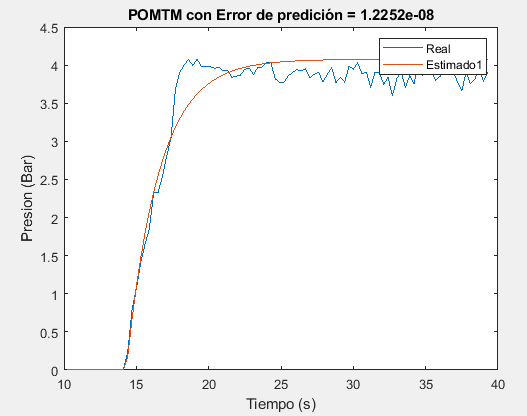 POMTM con Error de predición = 1.2252e-08
4.5
4
3.5
3
2.5
2
1.5
1
0.5
0
Presion (Bar)
Real
Estimado1
10 15 20 25 30 35 40
Tiempo (s)